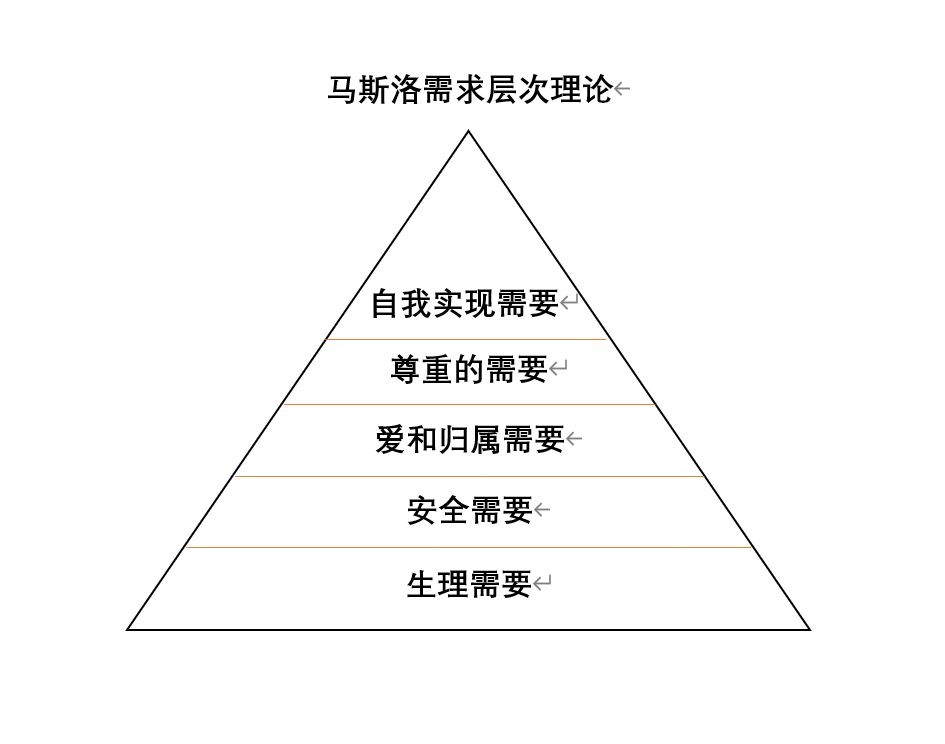 马斯洛需求层次理论
自我实现需要
尊重的需要
爱和归属需要
安全需要
生理需要